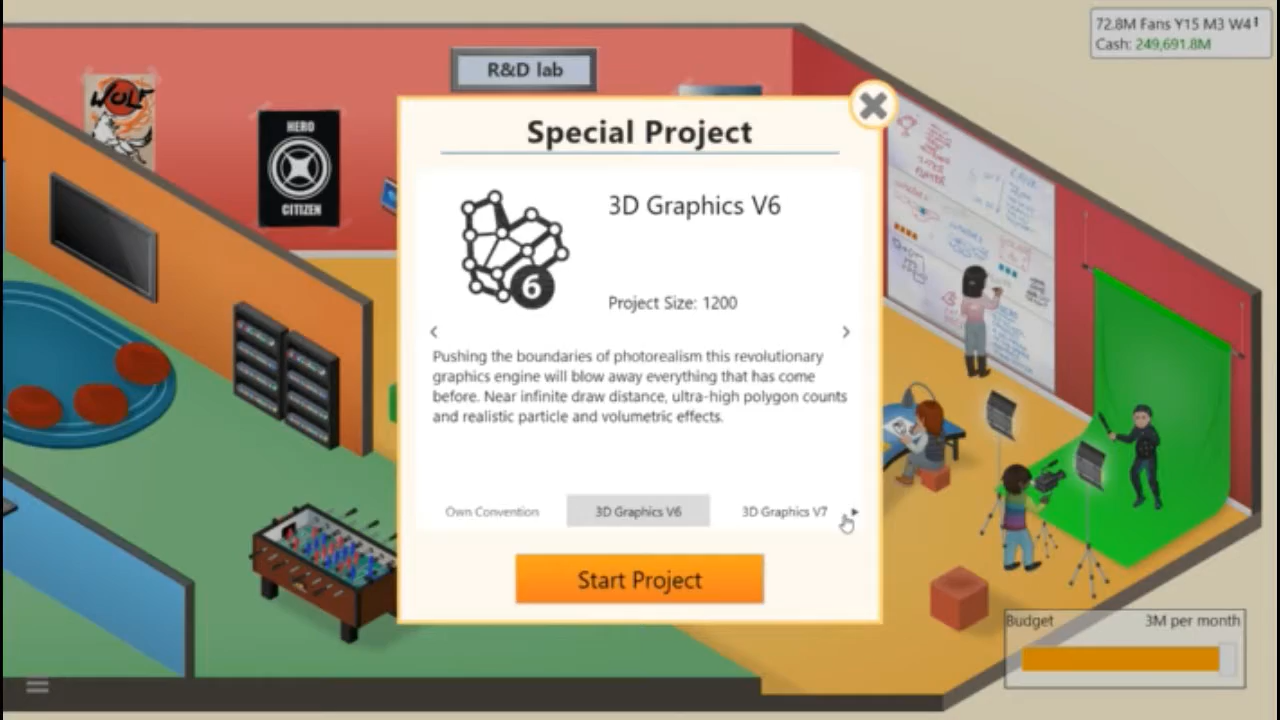 72.8M Fans Y15 M3 W4
Cash: 249,691.8M
R&D lab
WOLF
HERO
CITIZEN
Special Project
3D Graphics V6
6
Project Size: 1200
Pushing the boundaries of photorealism this revolutionary
graphics engine will blow away everything that has come
before. Near infinite draw distance, ultra-high polygon counts
and realistic particle and volumetric effects.
Own Convention
3D Graphics V6
3D Graphics V7
Start Project
Budget
3M per month